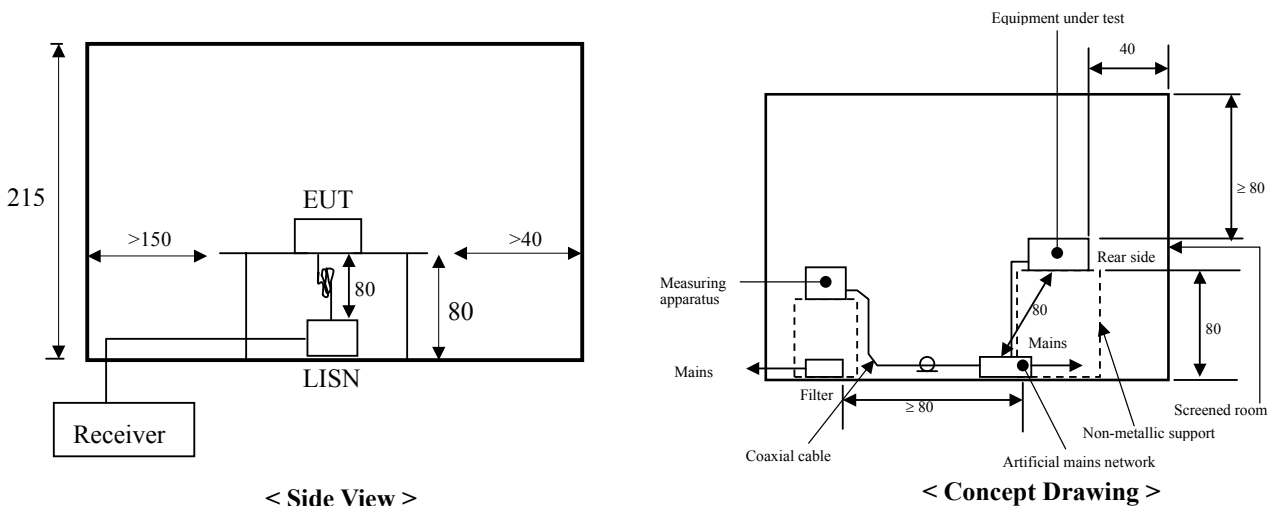 215
EUT
>150
>40
80
80
LISN
Receiver
< Side View >
Equipment under test
40
≥ 80
Rear side
Measuring
apparatus
80
80
Mains
Mains
Filter
≥ 80
Screened room
Non-metallic support
Coaxial cable
Artificial mains network
< Concept Drawing >